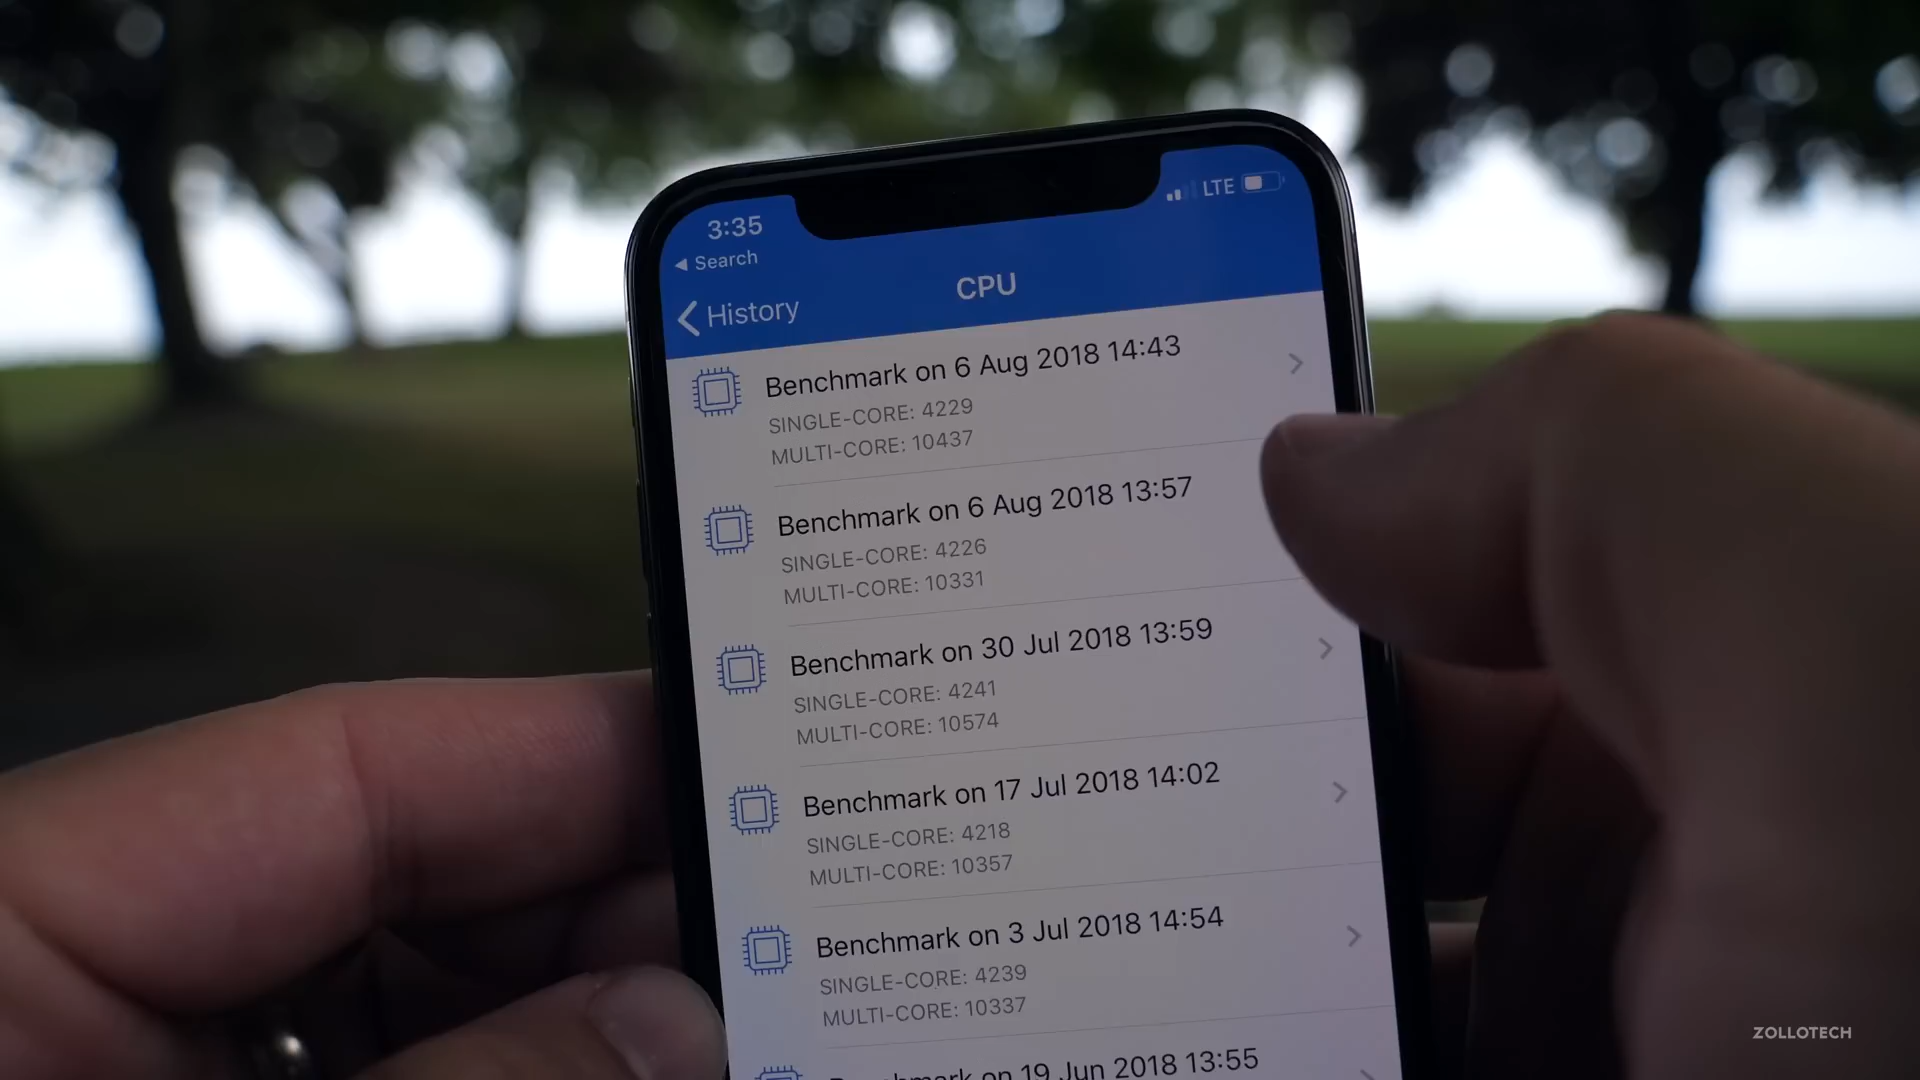 3:35
LTE
◀ Search
History
CPU
Benchmark on 6 Aug 2018 14:43
SINGLE-CORE: 4229
MULTI-CORE: 10437
Benchmark on 6 Aug 2018 13:57
SINGLE-CORE: 4226
MULTI-CORE: 10331
Benchmark on 30 Jul 2018 13:59
SINGLE-CORE: 4241
MULTI-CORE: 10574
Benchmark on 17 Jul 2018 14:02
SINGLE-CORE: 4218
MULTI-CORE: 10357
Benchmark on 3 Jul 2018 14:54
SINGLE-CORE: 4239
MULTI-CORE: 10337
Benchmark on 19 Jun 2018 13:55
ZOLLOTECH